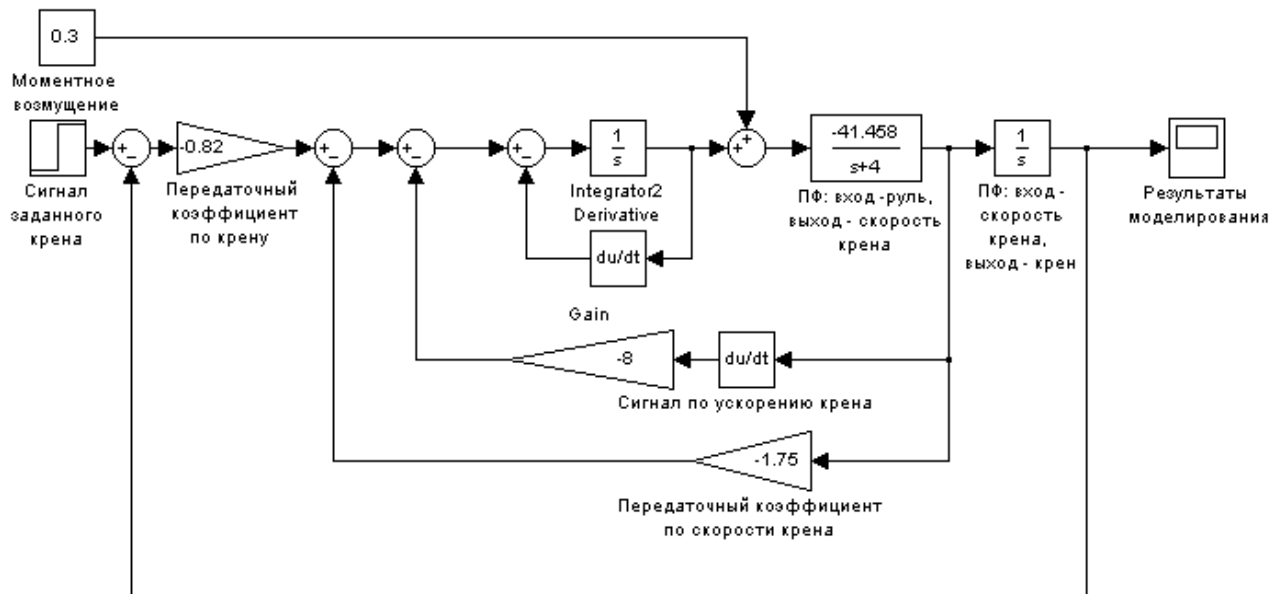 0.3
Моментное
возмущение
Сигнал
заданного
крена
-0.82
Передаточный
коэффициент
по крену
1
s
Integrator2
Derivative
du/dt
-41.458
s+4
ПФ: вход -руль,
выход - скорость
крена
1
s
ПФ: вход -
скорость
крена,
выход - крен
Результаты
моделирования
Gain
-8
du/dt
Сигнал по ускорению крена
-1.75
Передаточный коэффициент
по скорости крена